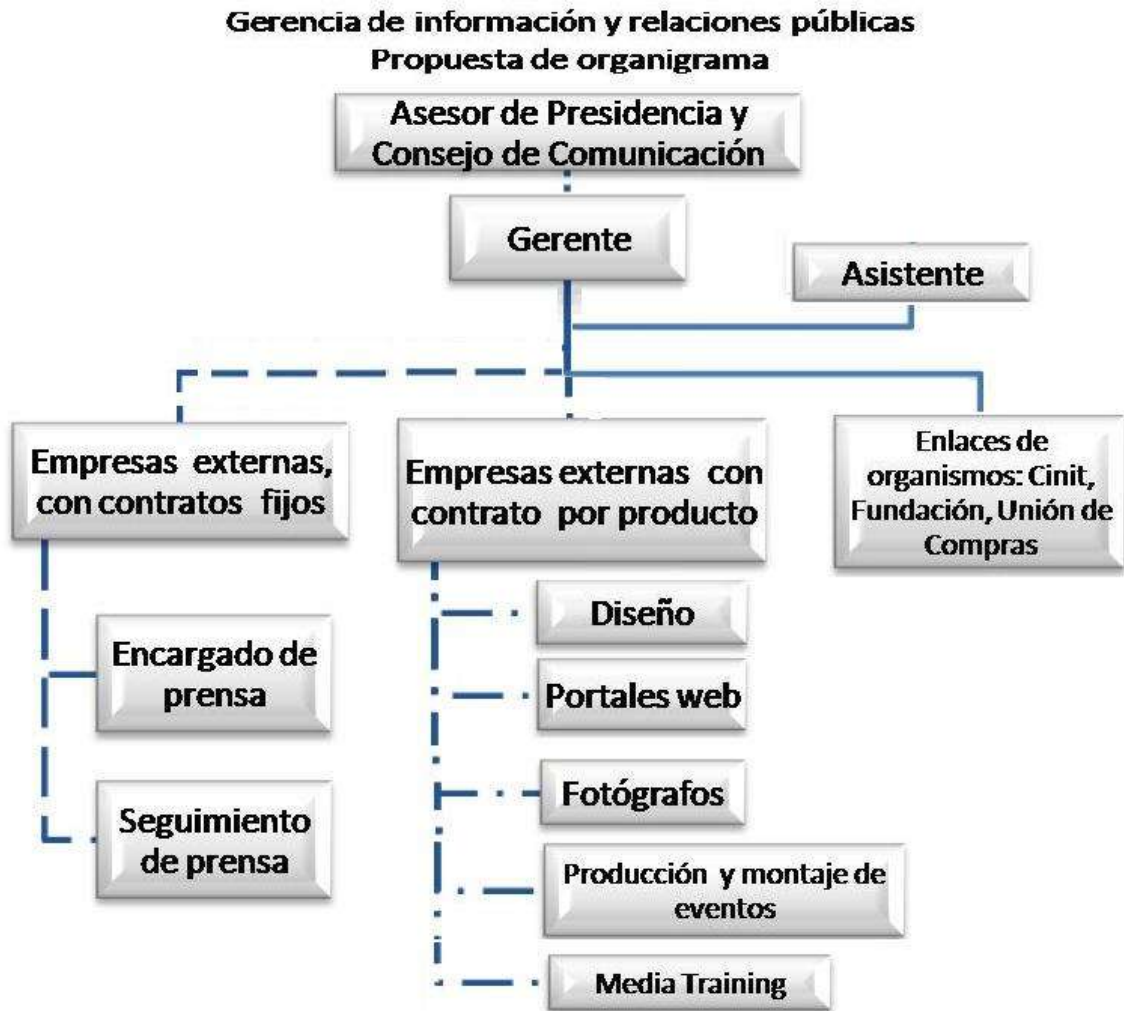 Gerencia de información y relaciones públicas
Propuesta de organigrama
Asesor de Presidencia y
Consejo de Comunicación
Gerente
Asistente
Empresas externas,
con contratos fijos
Empresas externas con
contrato por producto
Enlaces de
organismos: Cinit,
Fundación, Unión de
Compras
Encargado de
prensa
Seguimiento
de prensa
Diseño
Portales web
Fotógrafos
Producción y montaje de
eventos
Media Training